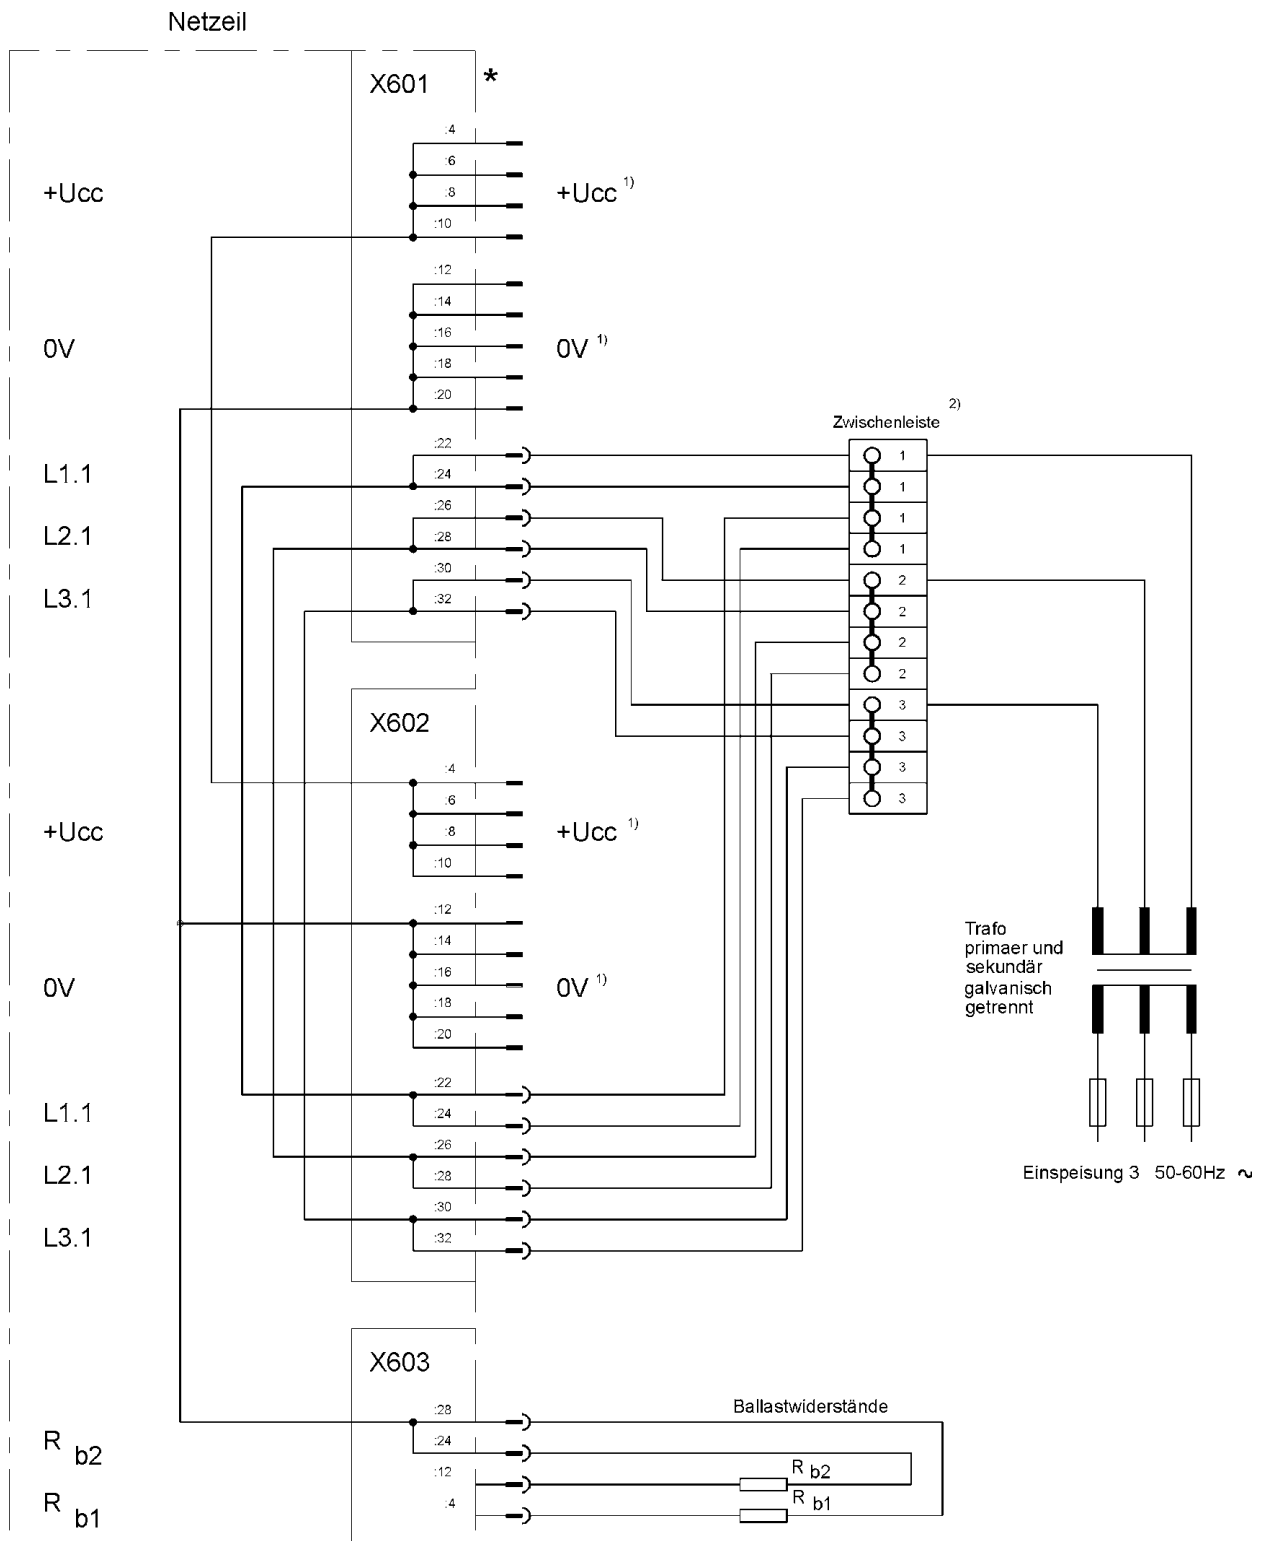 Netzeil
X601 *
:4
:6
+Ucc
:8
+Ucc 1)
:10
:12
:14
0V
:16
0V 1)
:18
:20
Zwischenleiste 2)
:22
1
L1.1
:24
1
:26
1
L2.1
:28
1
:30
2
L3.1
:32
2
2
2
3
X602
3
:4
3
:6
3
+Ucc
:8
+Ucc 1)
:10
:12
:14
:16
0V
0V 1)
:18
:20
Trafo
primaer und
sekundär
galvanisch
getrennt
:22
L1.1
:24
:26
L2.1
:28
Einspeisung 3 50-60Hz ~
:30
L3.1
:32
X603
:28
Ballastwiderstände
R b2
:24
:12
R b2
R b1
:4
R b1